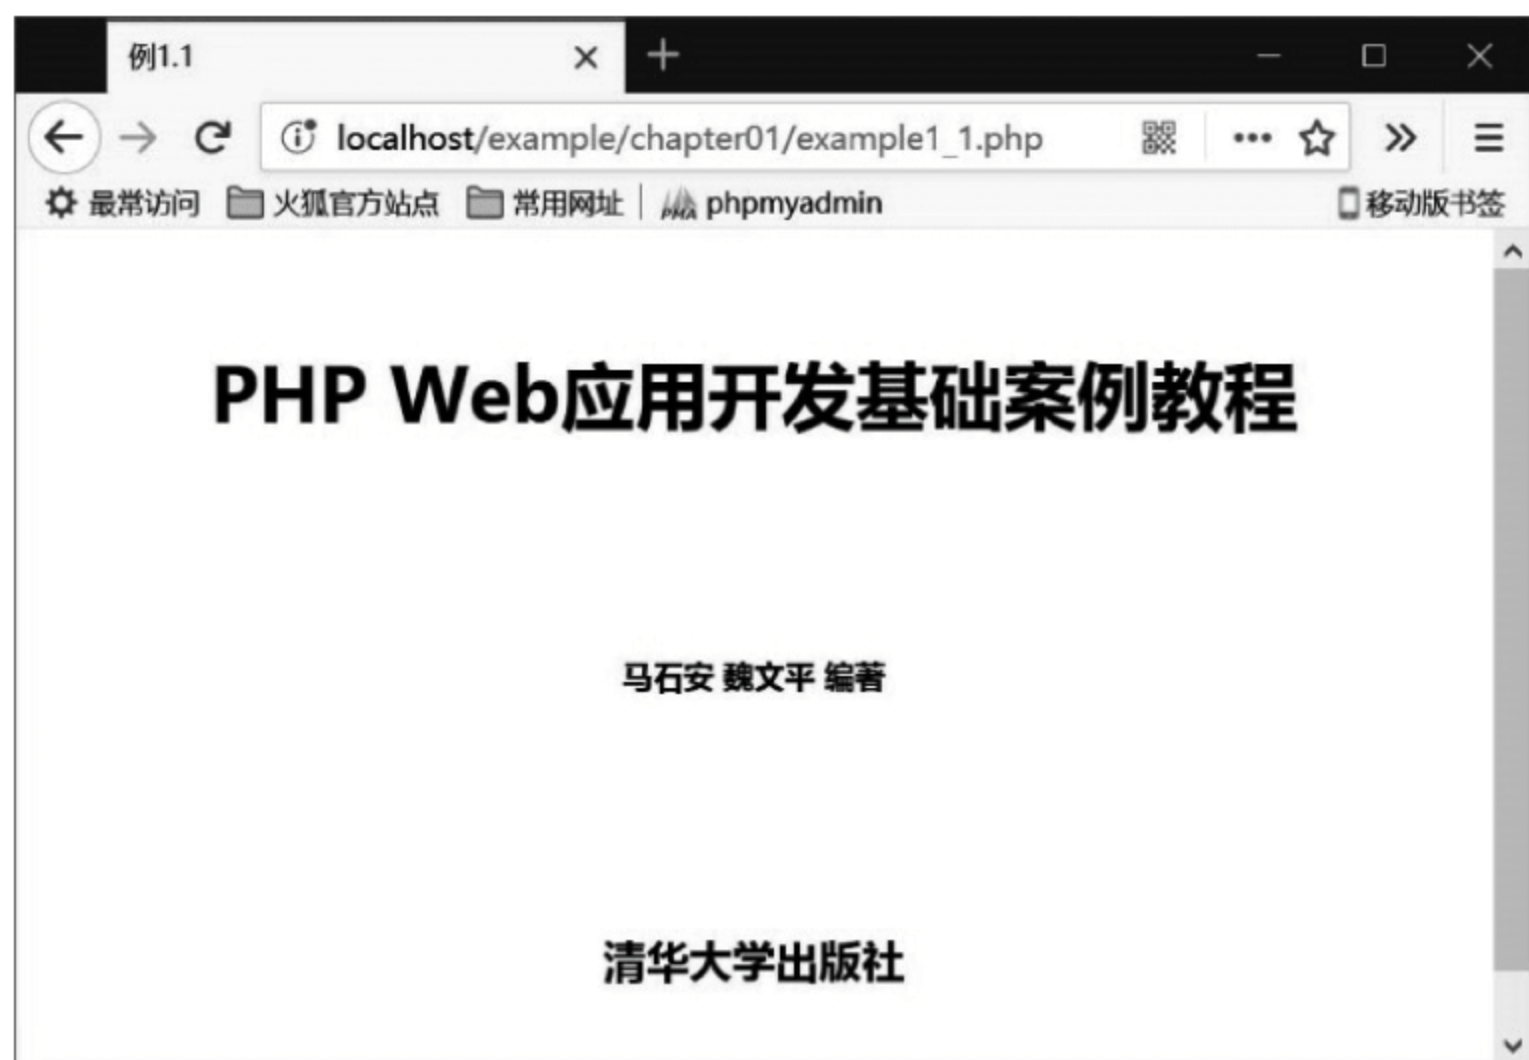 例1.1
localhost/example/chapter01/example1_1.php
最常访问 火狐官方站点 常用网址 PMA phpmyadmin 移动版书签
PHP Web应用开发基础案例教程
马石安 魏文平 编著
清华大学出版社